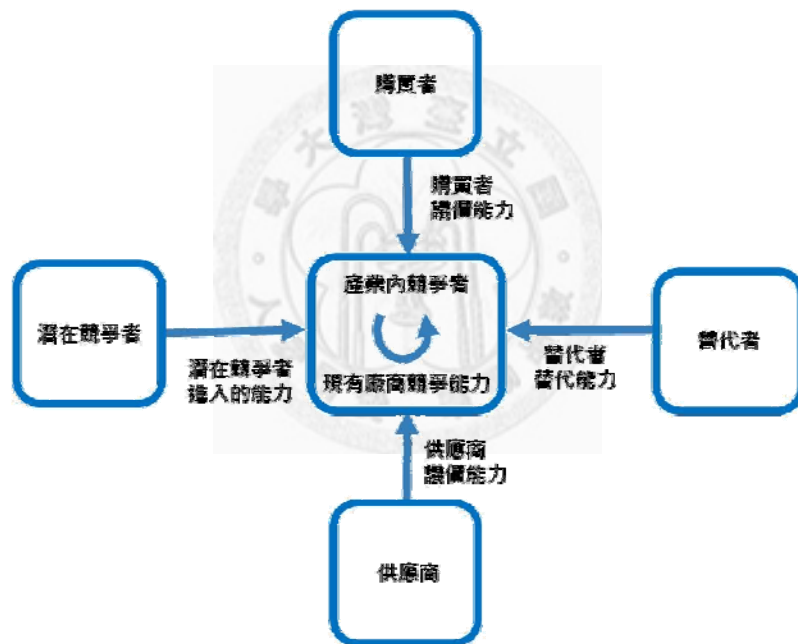 購買者
購買者
議價能力
產業內競爭者
現有廠商競爭能力
潛在競爭者
潛在競爭者
進入的能力
替代者
替代能力
替代者
供應商
議價能力
供應商